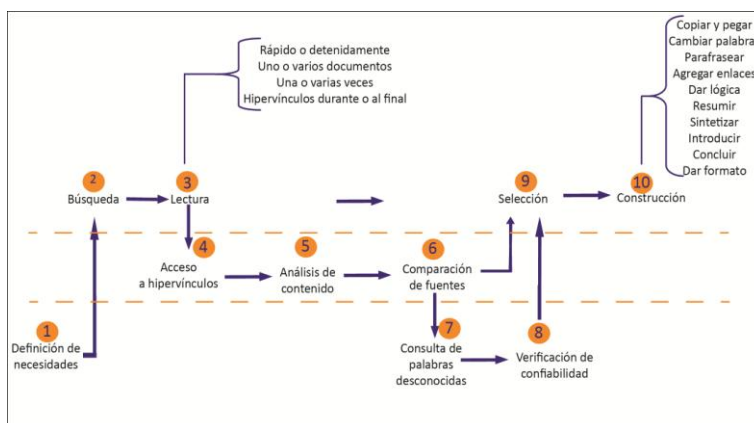 Rápido o detenidamente
Uno o varios documentos
Una o varias veces
Hipervínculos durante o al final
Copiar y pegar
Cambiar palabra
Parafrasear
Agregar enlaces
Dar lógica
Resumir
Sintetizar
Introducir
Concluir
Dar formato
2
Búsqueda
3
Lectura
9
Selección
10
Construcción
4
Acceso
a hipervínculos
5
Análisis de
contenido
6
Comparación
de fuentes
1
Definición de
necesidades
7
Consulta de
palabras
desconocidas
8
Verificación de
confiabilidad